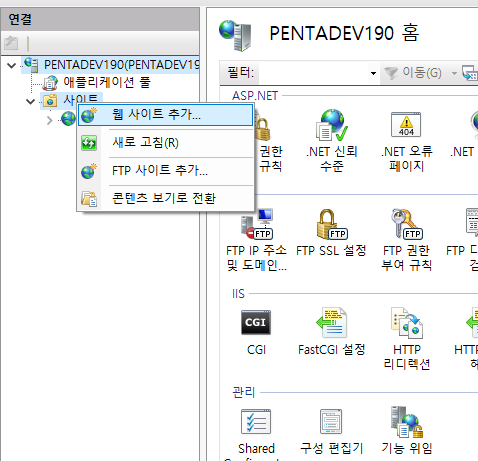 연결
PENTADEV190(PENTADEV19
애플리케이션 풀
사이트
웹 사이트 추가...
새로 고침(R)
FTP 사이트 추가...
콘텐츠 보기로 전환
PENTADEV190 홈
필터:
이동(G)
ASP.NET
권한
규칙
.NET 신뢰
수준
404
.NET 오류
페이지
.NET
FTP
FTP IP 주소
및 도메인...
FTP
FTP SSL 설정
FTP
FTP 권한
부여 규칙
FTP
IIS
CGI
CGI
FastCGI 설정
HTTP
리디렉션
HTTP
관리
Shared
구성 편집기
기능 위임